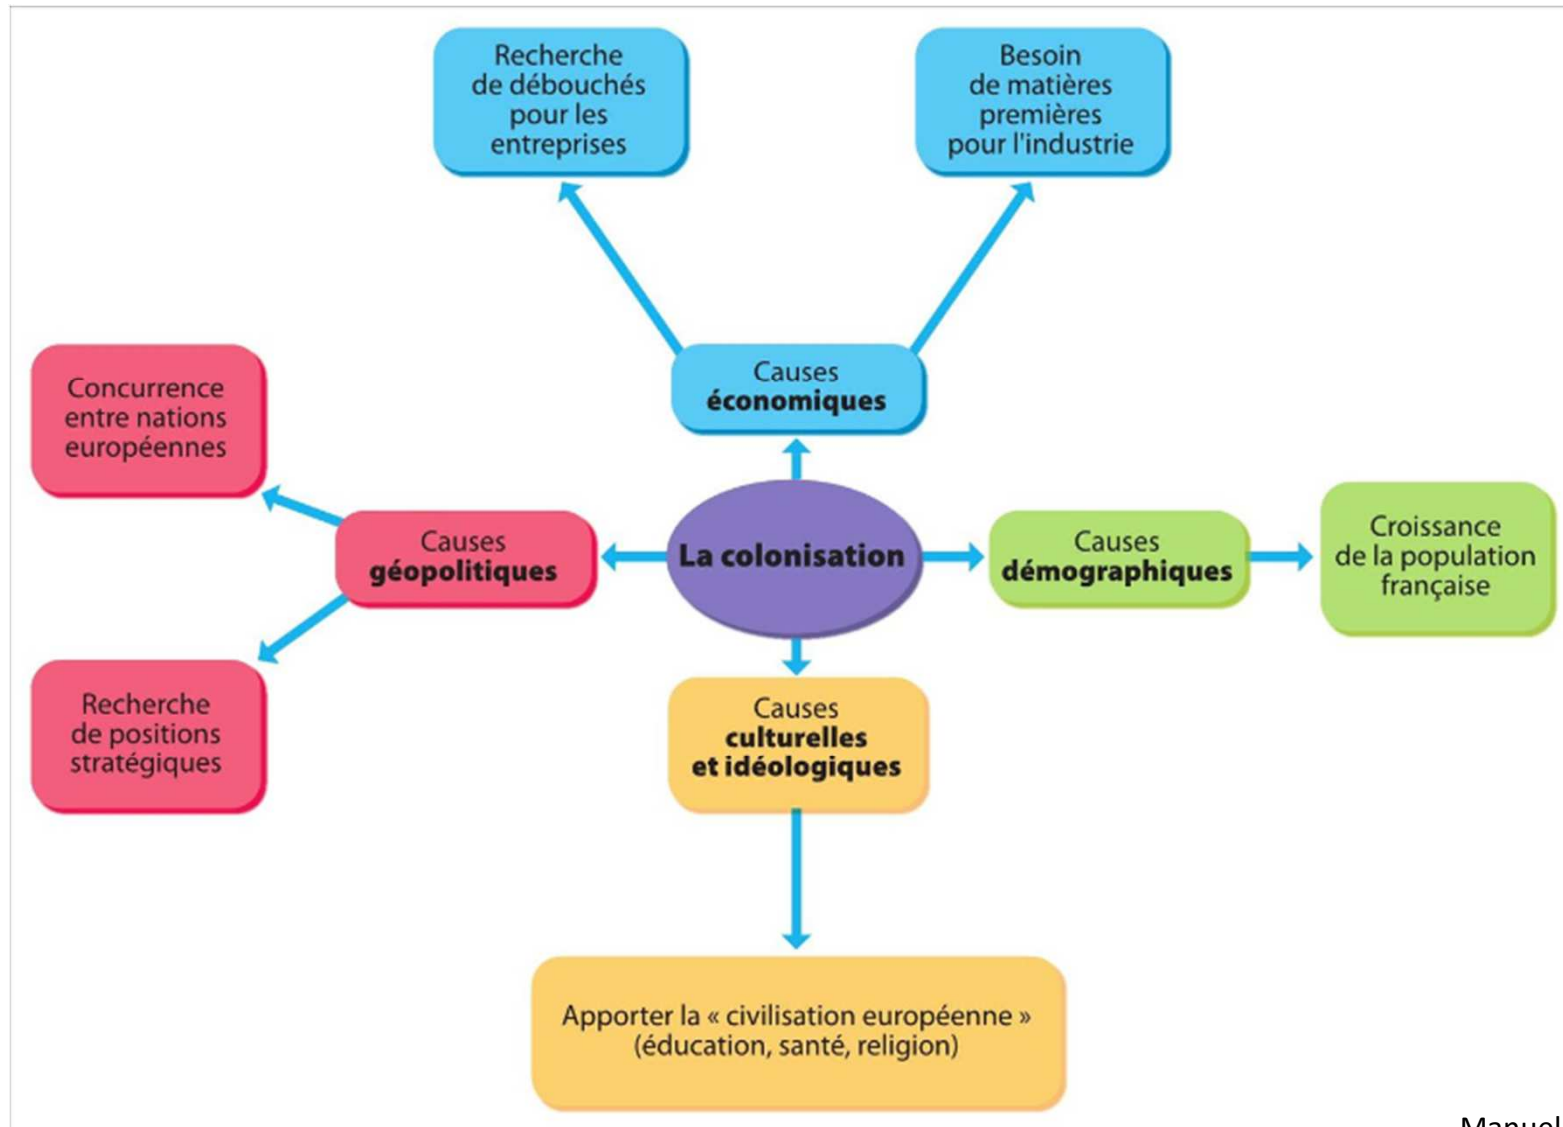 Recherche
de débouchés
pour les
entreprises
Besoin
de matières
premières
pour l'industrie
Causes
économiques
Concurrence
entre nations
européennes
Causes
géopolitiques
La colonisation
Causes
démographiques
Croissance
de la population
française
Recherche
de positions
stratégiques
Causes
culturelles
et idéologiques
Apporter la « civilisation européenne »
(éducation, santé, religion)
Manuel